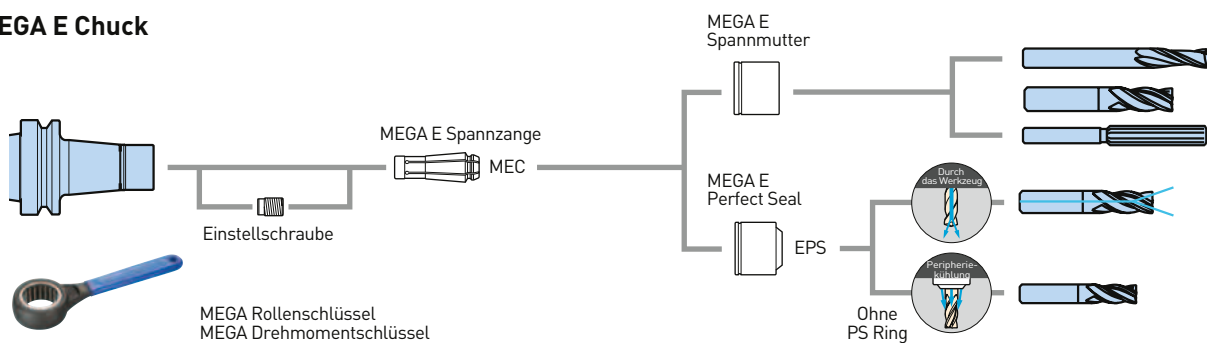 EGA E Chuck
MEGA E
Spannmutter
MEGA E Spannzange
MEC
Einstellschraube
MEGA E
Perfect Seal
EPS
Durch
das Werkzeug
Peripherie-
kühlung
Ohne
PS Ring
MEGA Rollenschlüssel
MEGA Drehmomentschlüssel